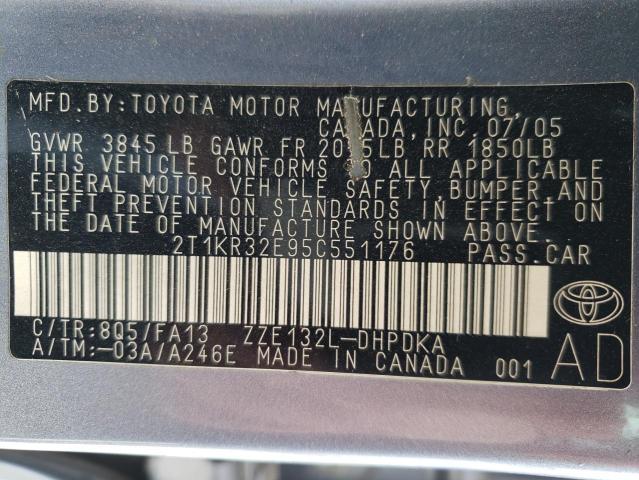 MFD. BY: TOYOTA MOTOR MANUFACTURING,
CANADA, INC. 07/05
GVWR 3845 LB GAWR FR LB RR 1850LB
THIS VEHICLE CONFORMS TO ALL APPLICABLE
FEDERAL MOTOR VEHICLE SAFETY, BUMPER AND
THEFT PREVENTION STANDARDS IN EFFECT ON
THE DATE OF MANUFACTURE SHOWN ABOVE.
2T1KR32E95C551176 PASS.CAR
C/TR:8Q5/FA13 ZZE132L-DHPDKA
A/TM:-03A/A246E MADE IN CANADA 001 AD